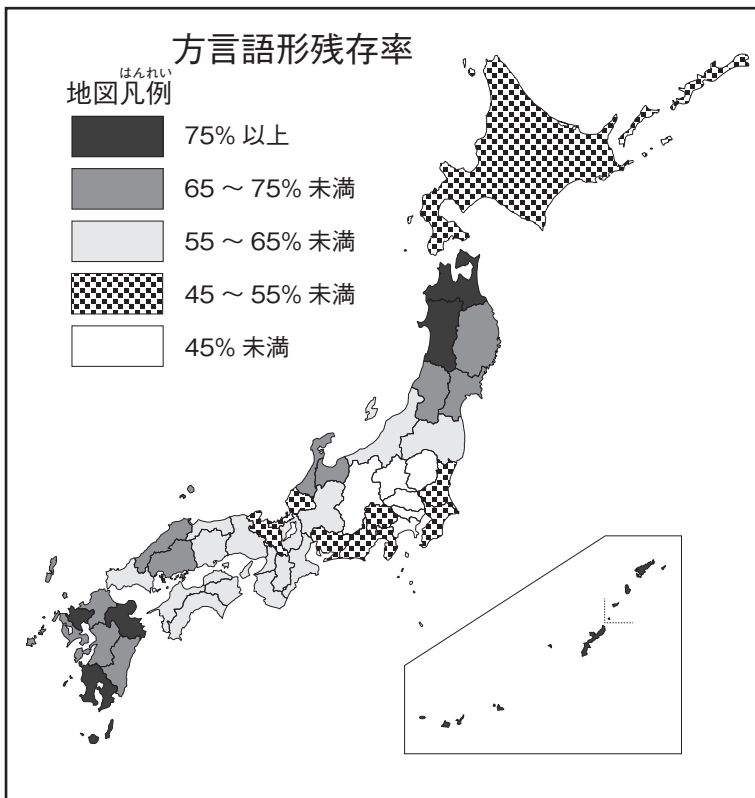 方言語形残存率
はんれい
地図凡例
75% 以上
65 ～ 75% 未満
55 ～ 65% 未満
45 ～ 55% 未満
45% 未満